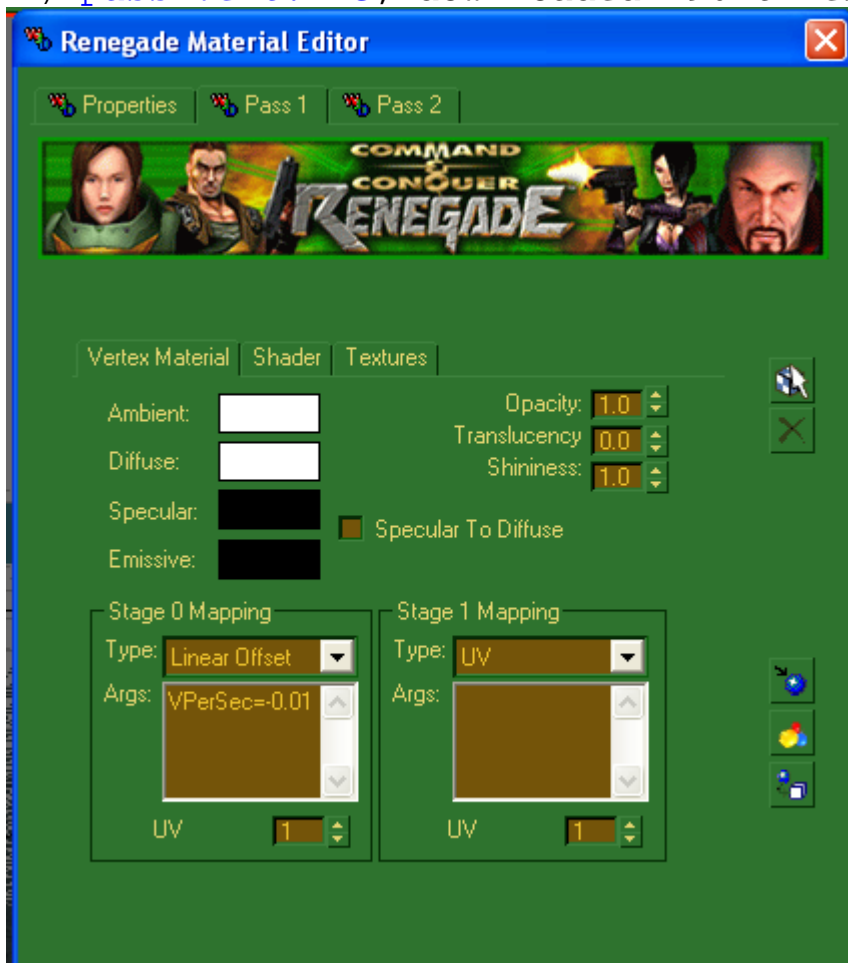 Renegade Material Editor
Properties Pass 1 Pass 2
COMMAND
&
CONQUER
RENEGADE
Vertex Material Shader Textures
Ambient: Opacity: 1.0
Translucency 0.0
Diffuse: Shininess: 1.0
Specular:
Specular To Diffuse
Emissive:
Stage 0 Mapping Stage 1 Mapping
Type: Linear Offset Type: UV
Args: VPerSec=-0.01 Args:
UV 1 UV 1